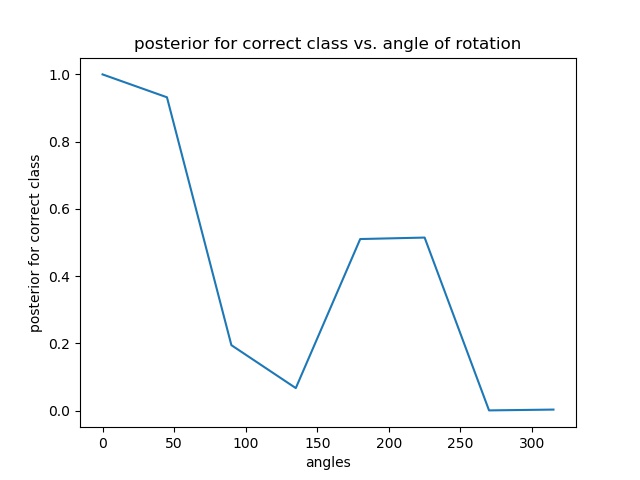 posterior for correct class vs. angle of rotation
1.0
0.8
0.6
0.4
0.2
0.0
posterior for correct class
0 50 100 150 200 250 300
angles